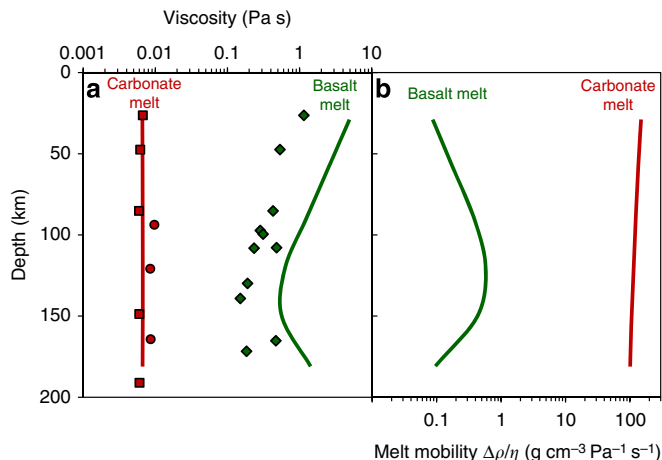 Viscosity (Pa s)
0.001 0.01 0.1 1 10
0
50
100
150
200
Depth (km)
a
Carbonate
melt
Basalt
melt
b
Basalt melt
Carbonate
melt
0.1 1 10 100
Melt mobility Δρ/η (g cm⁻³ Pa⁻¹ s⁻¹)